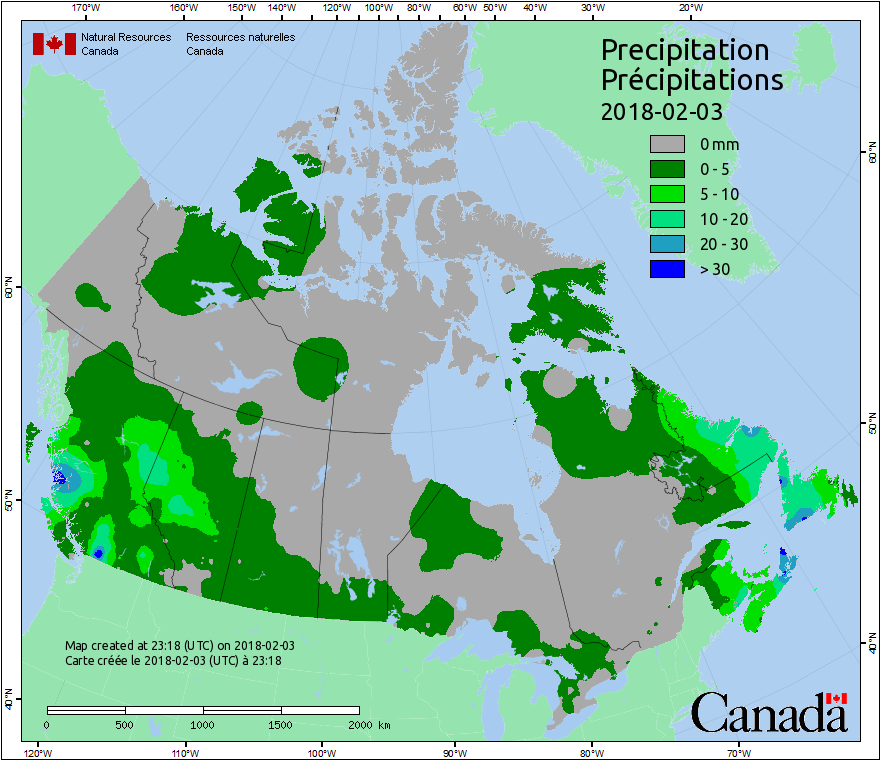 170°W 160°W 150°W 140°W 120°W 100°W 80°W 60°W 50°W 40°W 30°W 20°W
Natural Resources Ressources naturelles
Canada Canada
Precipitation
Précipitations
2018-02-03
0 mm
0 - 5
5 - 10
10 - 20
20 - 30
> 30
60°N 60°N
50°N 50°N
40°N 40°N
Map created at 23:18 (UTC) on 2018-02-03
Carte créée le 2018-02-03 (UTC) à 23:18
0 500 1000 1500 2000 km
Canada
120°W 110°W 100°W 90°W 80°W 70°W